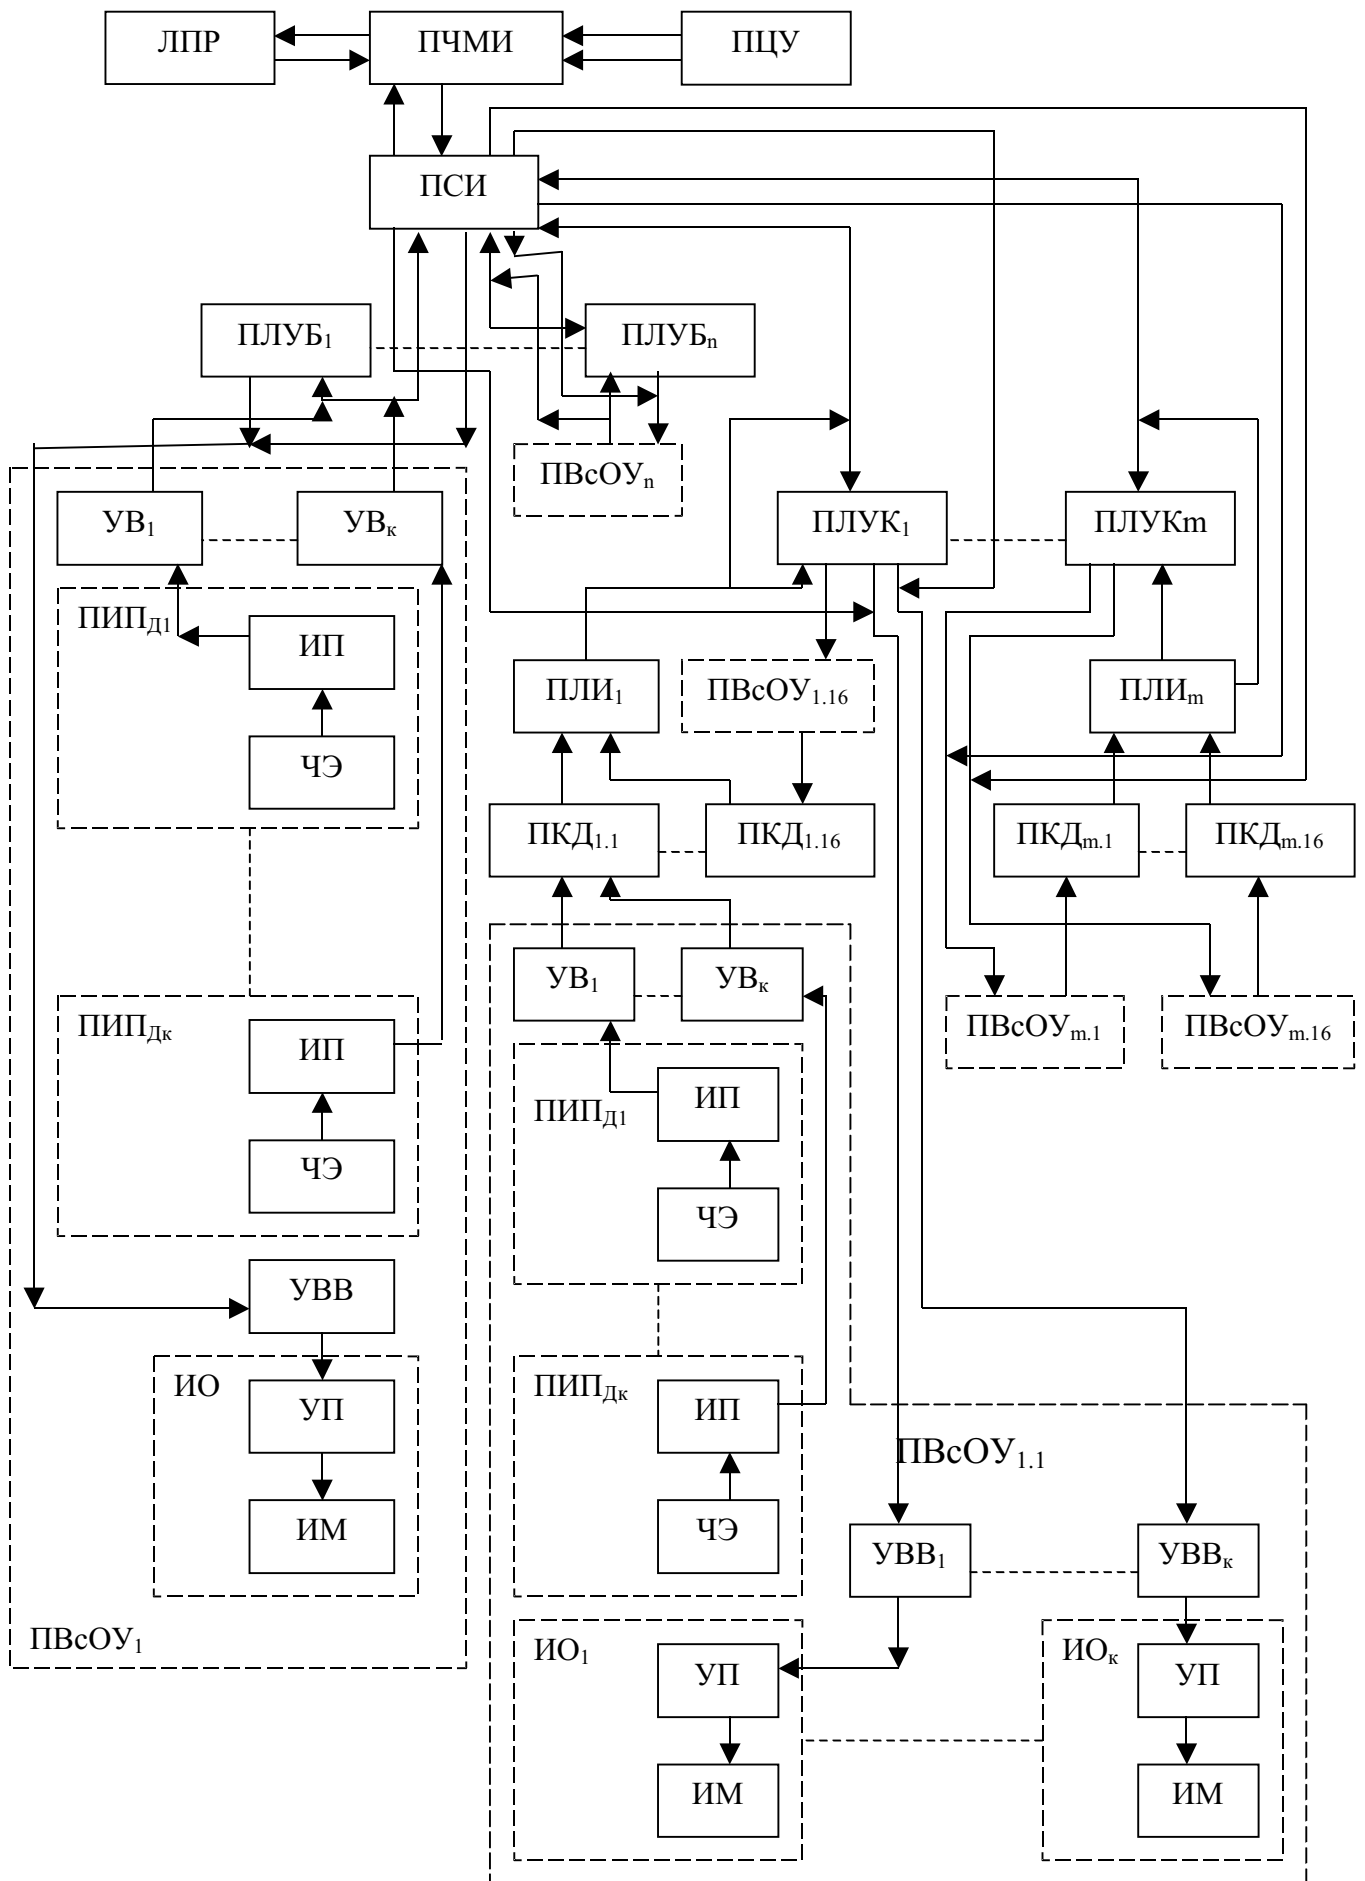 ЛПР
ПЧМИ
ПЦУ
ПСИ
ПЛУБ1
ПЛУБn
ПВсОУn
УВ1
УВк
ПЛУК1
ПЛУКm
ПИПД1
ИП
ЧЭ
ПЛИ1
ПВсОУ1.16
ПЛИm
ПКД1.1
ПКД1.16
ПКДm.1
ПКДm.16
УВ1
УВк
ПВсОУm.1
ПВсОУm.16
ПИПДк
ИП
ЧЭ
ПИПД1
ИП
ЧЭ
УВВ
ИО
УП
ИМ
ПВсОУ1
ПИПДк
ИП
ЧЭ
ПВсОУ1.1
УВВ1
УВВк
ИО1
УП
ИМ
ИОк
УП
ИМ